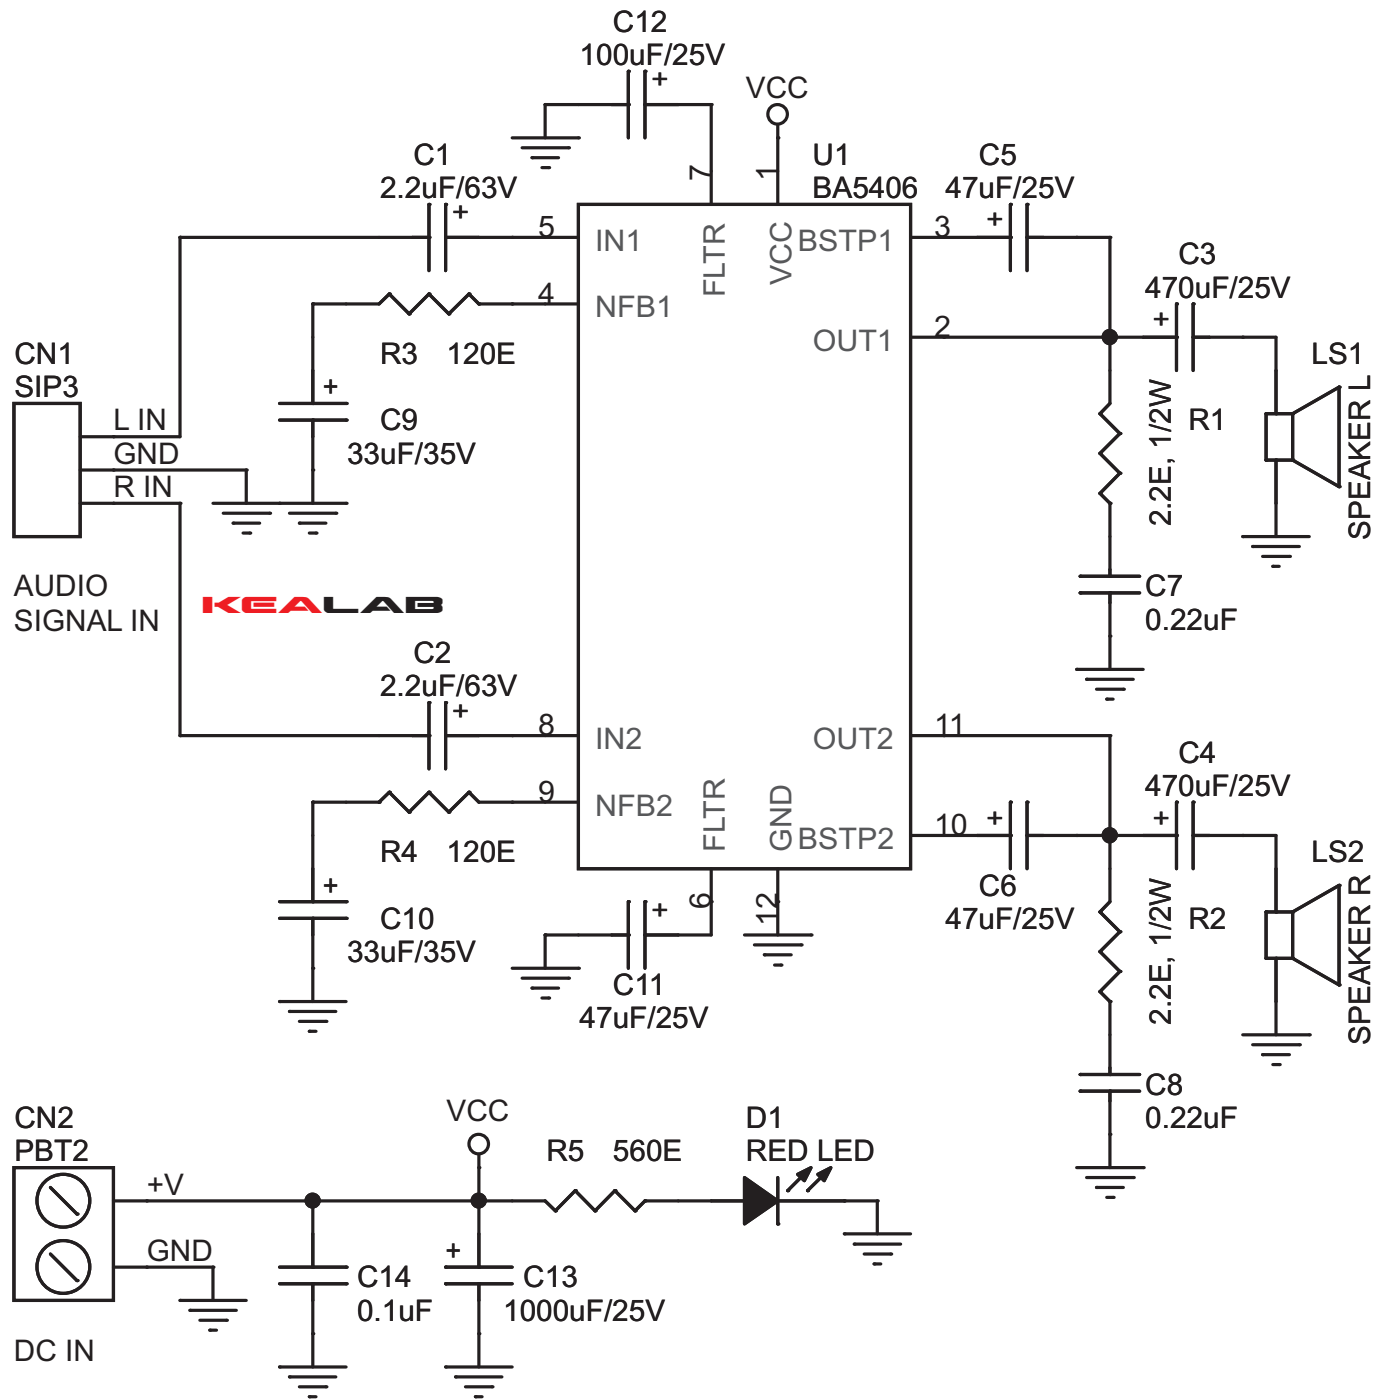 C12
100uF/25V
+
VCC
C1
2.2uF/63V
+
7
1
U1
BA5406
C5
47uF/25V
+
5
IN1
FLTR
VCC
BSTP1
3
C3
470uF/25V
+
4
NFB1
OUT1
2
R3 120E
CN1
SIP3
+
C9
33uF/35V
L IN
GND
R IN
2.2E, 1/2W
R1
LS1
SPEAKER L
AUDIO
SIGNAL IN
KEALAB
C7
0.22uF
C2
2.2uF/63V
+
8
IN2
OUT2
11
C4
470uF/25V
+
9
NFB2
FLTR
GND
BSTP2
10
+
R4 120E
C6
47uF/25V
+
C10
33uF/35V
6
12
+
C11
47uF/25V
2.2E, 1/2W
R2
LS2
SPEAKER R
C8
0.22uF
CN2
PBT2
+V
GND
DC IN
VCC
R5 560E
D1
RED LED
C14
0.1uF
+
C13
1000uF/25V